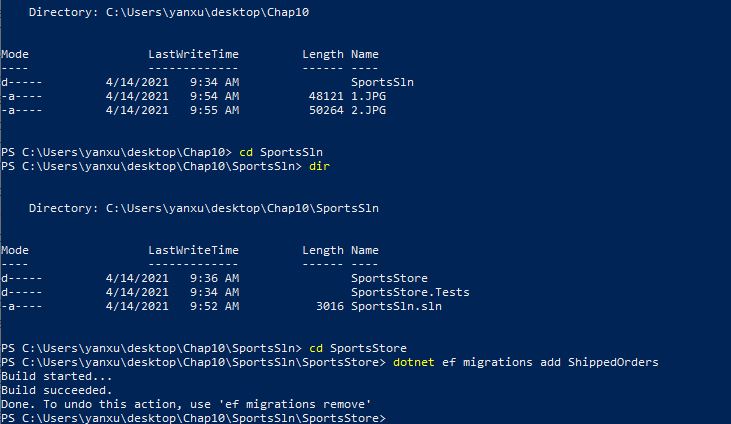 Directory: C:\Users\yanxu\desktop\Chap10
Mode                 LastWriteTime         Length Name
----                 -------------         ------ ----
d-----         4/14/2021   9:34 AM                SportsSln
-a----         4/14/2021   9:54 AM          48121 1.JPG
-a----         4/14/2021   9:55 AM          50264 2.JPG
PS C:\Users\yanxu\desktop\Chap10> cd SportsSln
PS C:\Users\yanxu\desktop\Chap10\SportsSln> dir
    Directory: C:\Users\yanxu\desktop\Chap10\SportsSln
Mode                 LastWriteTime         Length Name
----                 -------------         ------ ----
d-----         4/14/2021   9:36 AM                SportsStore
d-----         4/14/2021   9:34 AM                SportsStore.Tests
-a----         4/14/2021   9:52 AM           3016 SportsSln.sln
PS C:\Users\yanxu\desktop\Chap10\SportsSln> cd SportsStore
PS C:\Users\yanxu\desktop\Chap10\SportsSln\SportsStore> dotnet ef migrations add ShippedOrders
Build started...
Build succeeded.
Done. To undo this action, use 'ef migrations remove'
PS C:\Users\yanxu\desktop\Chap10\SportsSln\SportsStore>